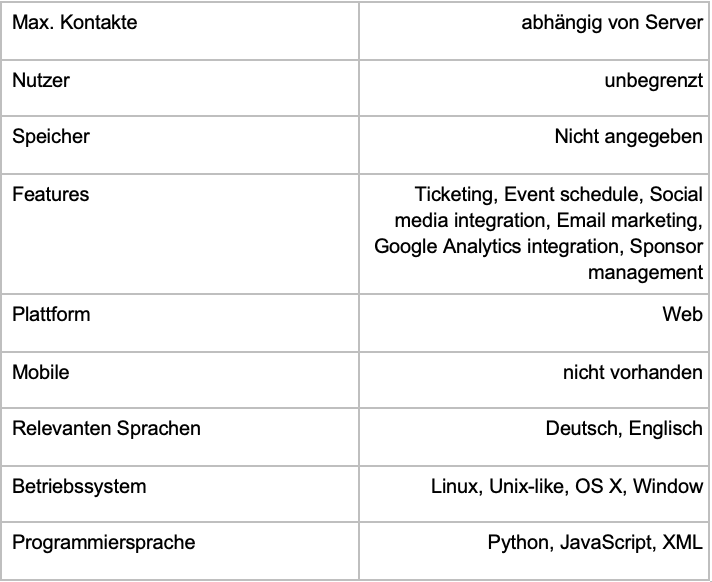 Max. Kontakte abhängig von Server
Nutzer unbegrenzt
Speicher Nicht angegeben
Features Ticketing, Event schedule, Social
media integration, Email marketing,
Google Analytics integration, Sponsor
management
Plattform Web
Mobile nicht vorhanden
Relevanten Sprachen Deutsch, Englisch
Betriebssystem Linux, Unix-like, OS X, Window
Programmiersprache Python, JavaScript, XML